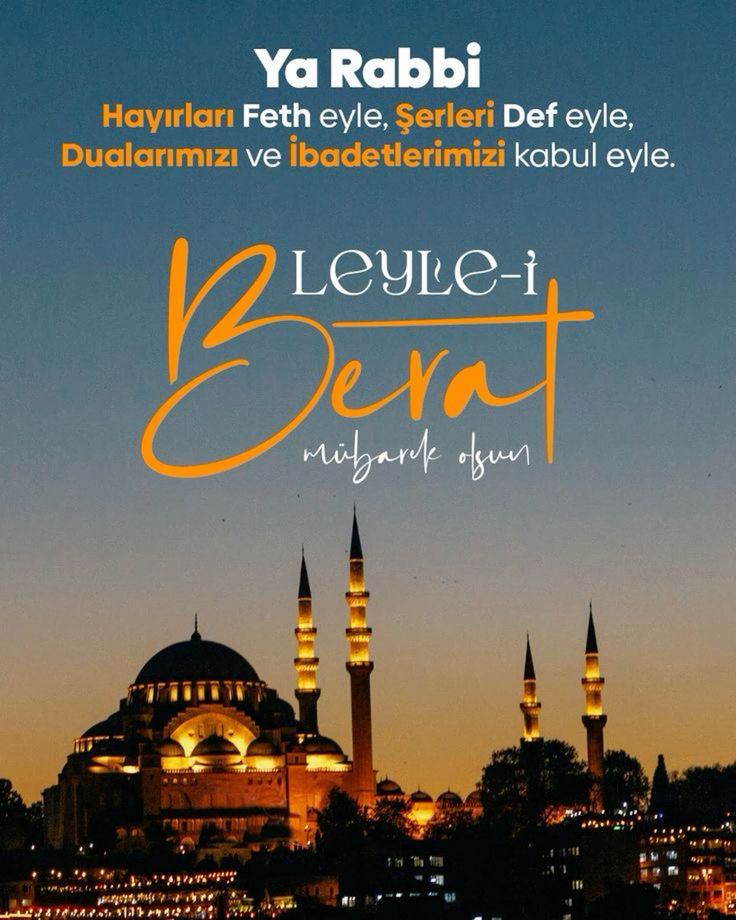 Ya Rabbi
Hayırları Feth eyle, Şerleri Def eyle,
Dualarımızı ve İbadetlerimizi kabul eyle.
LEYLE-İ
Berat
mübarek olsun